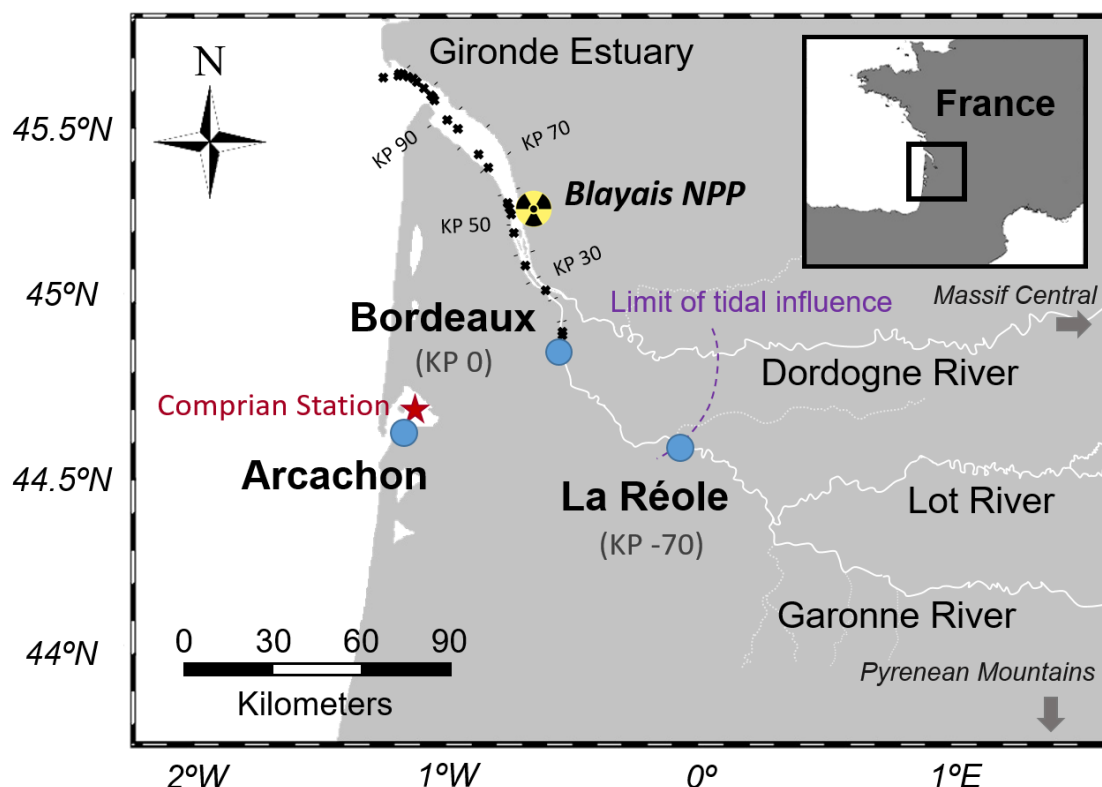 Gironde Estuary
N
France
45.5ºN
KP 90
KP 70
Blayais NPP
KP 50
KP 30
45ºN
Limit of tidal influence
Massif Central
Bordeaux
(KP 0)
Dordogne River
Comprian Station
Arcachon
44.5ºN
La Réole
Lot River
(KP -70)
Garonne River
0 30 60 90
44ºN
Pyrenean Mountains
Kilometers
2ºW 1ºW 0º 1ºE